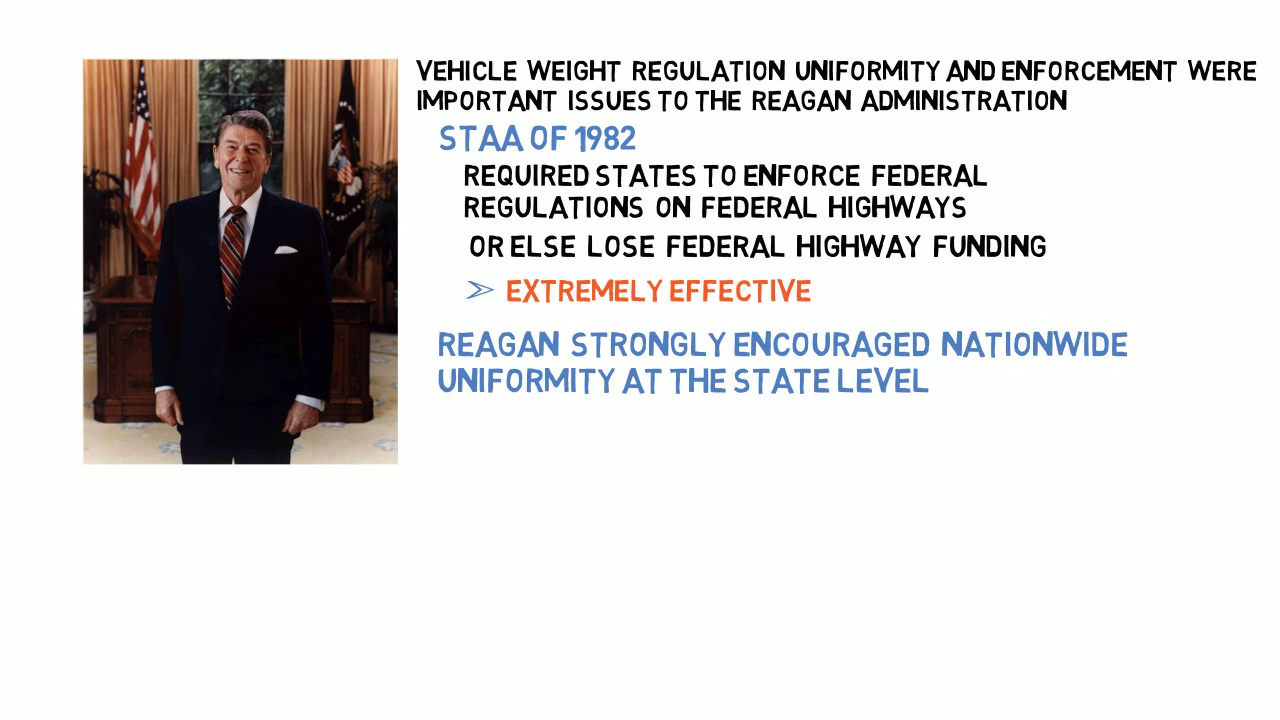 VEHICLE WEIGHT REGULATION UNIFORMITY AND ENFORCEMENT WERE
IMPORTANT ISSUES TO THE REAGAN ADMINISTRATION
STAA OF 1982
REQUIRED STATES TO ENFORCE FEDERAL
REGULATIONS ON FEDERAL HIGHWAYS
OR ELSE LOSE FEDERAL HIGHWAY FUNDING
➢ EXTREMELY EFFECTIVE
REAGAN STRONGLY ENCOURAGED NATIONWIDE
UNIFORMITY AT THE STATE LEVEL